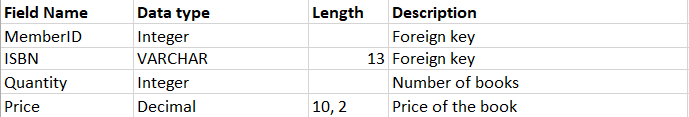 Field Name Data type Length Description
MemberID Integer Foreign key
ISBN VARCHAR 13 Foreign key
Quantity Integer Number of books
Price Decimal 10, 2 Price of the book